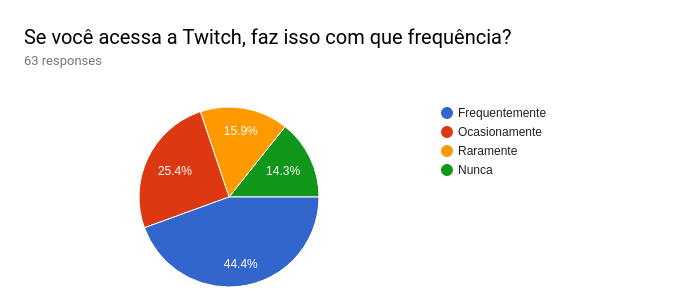 Se você acessa a Twitch, faz isso com que frequência?
63 responses
Frequentemente
Ocasionamente
Raramente
Nunca
15.9%
25.4%
14.3%
44.4%